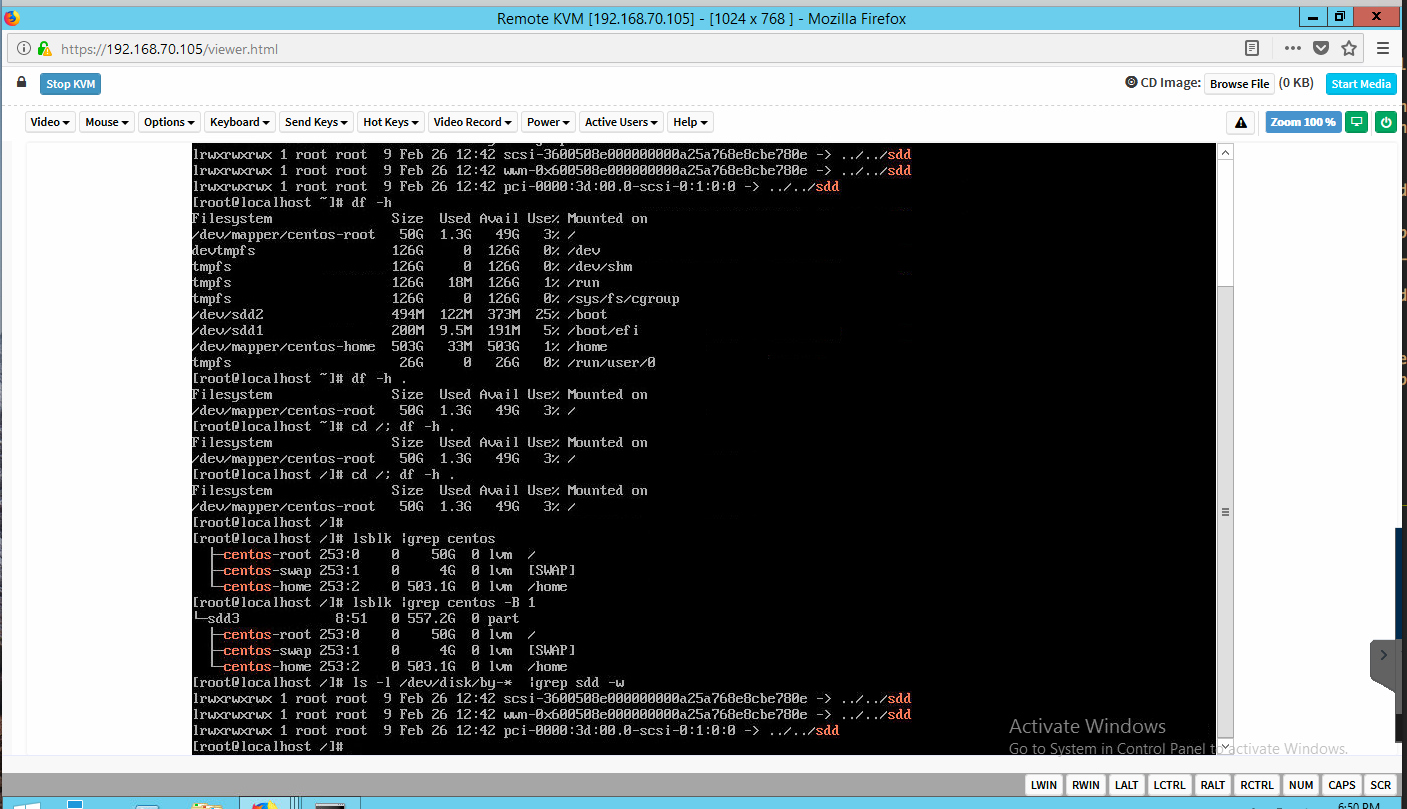 Remote KVM [192.168.70.105] - [1024 x 768 ] - Mozilla Firefox
https://192.168.70.105/viewer.html
Stop KVM
CD Image: Browse File (0 KB) Start Media
Video Mouse Options Keyboard Send Keys Hot Keys Video Record Power Active Users Help Zoom 100 %
lrwxrwxrwx 1 root root  9 Feb 26 12:42 scsi-3600508e000000000a25a768e8cbe780e -> ../../sdd
lrwxrwxrwx 1 root root  9 Feb 26 12:42 wwn-0x600508e000000000a25a768e8cbe780e -> ../../sdd
lrwxrwxrwx 1 root root  9 Feb 26 12:42 pci-0000:3d:00.0-scsi-0:1:0:0 -> ../../sdd
[root@localhost ~]# df -h
Filesystem               Size  Used Avail Use% Mounted on
/dev/mapper/centos-root   50G  1.3G   49G   3% /
devtmpfs                 126G     0  126G   0% /dev
tmpfs                    126G     0  126G   0% /dev/shm
tmpfs                    126G   18M  126G   1% /run
tmpfs                    126G     0  126G   0% /sys/fs/cgroup
/dev/sdd2                494M  122M  373M  25% /boot
/dev/sdd1                200M  9.5M  191M   5% /boot/efi
/dev/mapper/centos-home  503G   33M  503G   1% /home
tmpfs                     26G     0   26G   0% /run/user/0
[root@localhost ~]# df -h .
Filesystem               Size  Used Avail Use% Mounted on
/dev/mapper/centos-root   50G  1.3G   49G   3% /
[root@localhost ~]# cd /; df -h .
Filesystem               Size  Used Avail Use% Mounted on
/dev/mapper/centos-root   50G  1.3G   49G   3% /
[root@localhost /]# cd /; df -h .
Filesystem               Size  Used Avail Use% Mounted on
/dev/mapper/centos-root   50G  1.3G   49G   3% /
[root@localhost /]#
[root@localhost /]# lsblk |grep centos
  ├─centos-root 253:0    0    50G  0 lvm  /
  ├─centos-swap 253:1    0     4G  0 lvm  [SWAP]
  └─centos-home 253:2    0 503.1G  0 lvm  /home
[root@localhost /]# lsblk |grep centos -B 1
└─sdd3            8:51   0 557.2G  0 part
  ├─centos-root 253:0    0    50G  0 lvm  /
  ├─centos-swap 253:1    0     4G  0 lvm  [SWAP]
  └─centos-home 253:2    0 503.1G  0 lvm  /home
[root@localhost /]# ls -l /dev/disk/by-*  |grep sdd -w
lrwxrwxrwx 1 root root  9 Feb 26 12:42 scsi-3600508e000000000a25a768e8cbe780e -> ../../sdd
lrwxrwxrwx 1 root root  9 Feb 26 12:42 wwn-0x600508e000000000a25a768e8cbe780e -> ../../sdd
lrwxrwxrwx 1 root root  9 Feb 26 12:42 pci-0000:3d:00.0-scsi-0:1:0:0 -> ../../sdd
[root@localhost /]#
Activate Windows
Go to System in Control Panel to activate Windows.
LWIN RWIN LALT LCTRL RALT RCTRL NUM CAPS SCR
6:50 PM